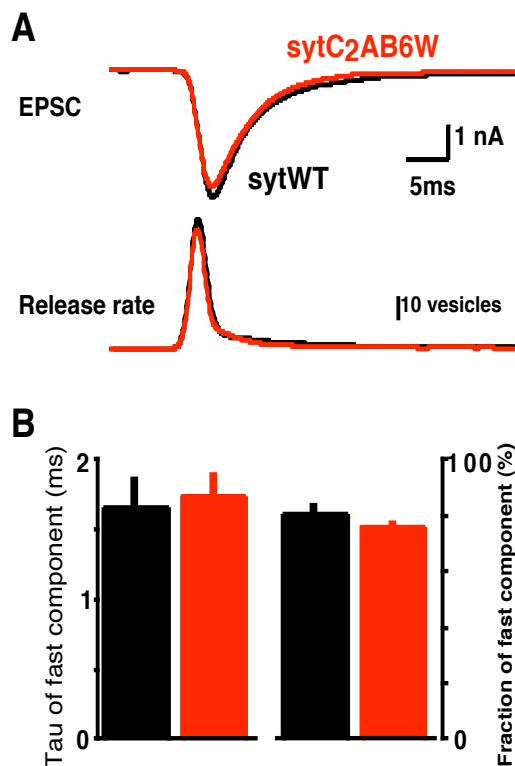 A
sytC2AB6W
EPSC
1 nA
sytWT
5ms
Release rate
10 vesicles
B
Tau of fast component (ms)
2
1
0
100
0
Fraction of fast component (%)